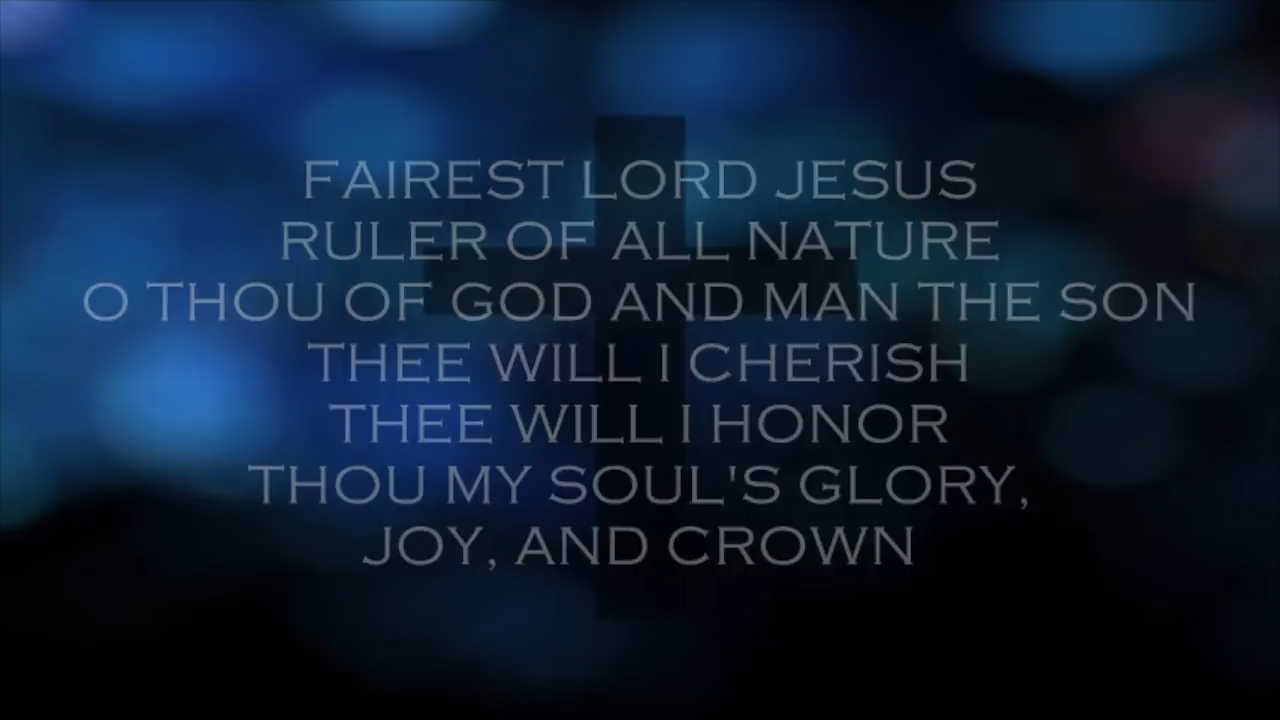 FAIREST LORD JESUS
RULER OF ALL NATURE
O THOU OF GOD AND MAN THE SON
THEE WILL I CHERISH
THEE WILL I HONOR
THOU MY SOUL'S GLORY,
JOY, AND CROWN